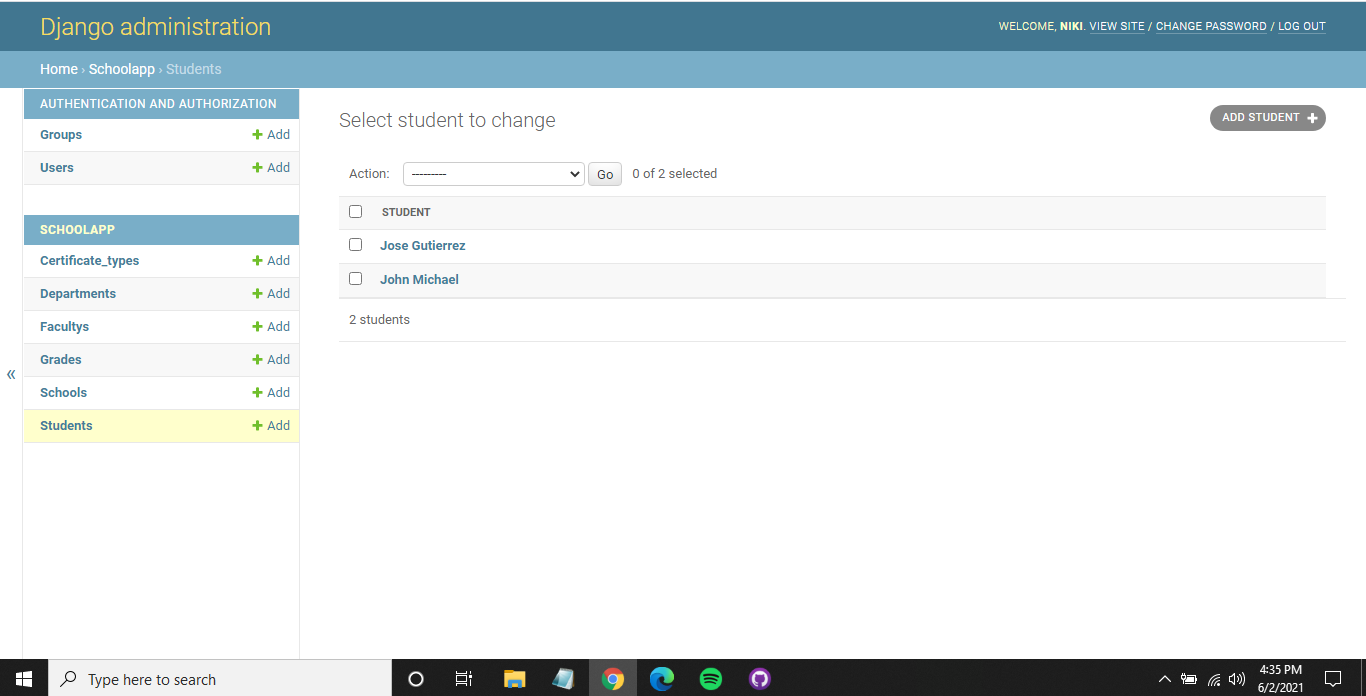 Django administration
WELCOME, NIKI. VIEW SITE / CHANGE PASSWORD / LOG OUT
Home › Schoolapp › Students
AUTHENTICATION AND AUTHORIZATION
Groups + Add
Users + Add
SCHOOLAPP
Certificate_types + Add
Departments + Add
Facultys + Add
Grades + Add
Schools + Add
Students + Add
«
Select student to change
ADD STUDENT +
Action: --------- Go 0 of 2 selected
STUDENT
Jose Gutierrez
John Michael
2 students
Type here to search
4:35 PM
6/2/2021